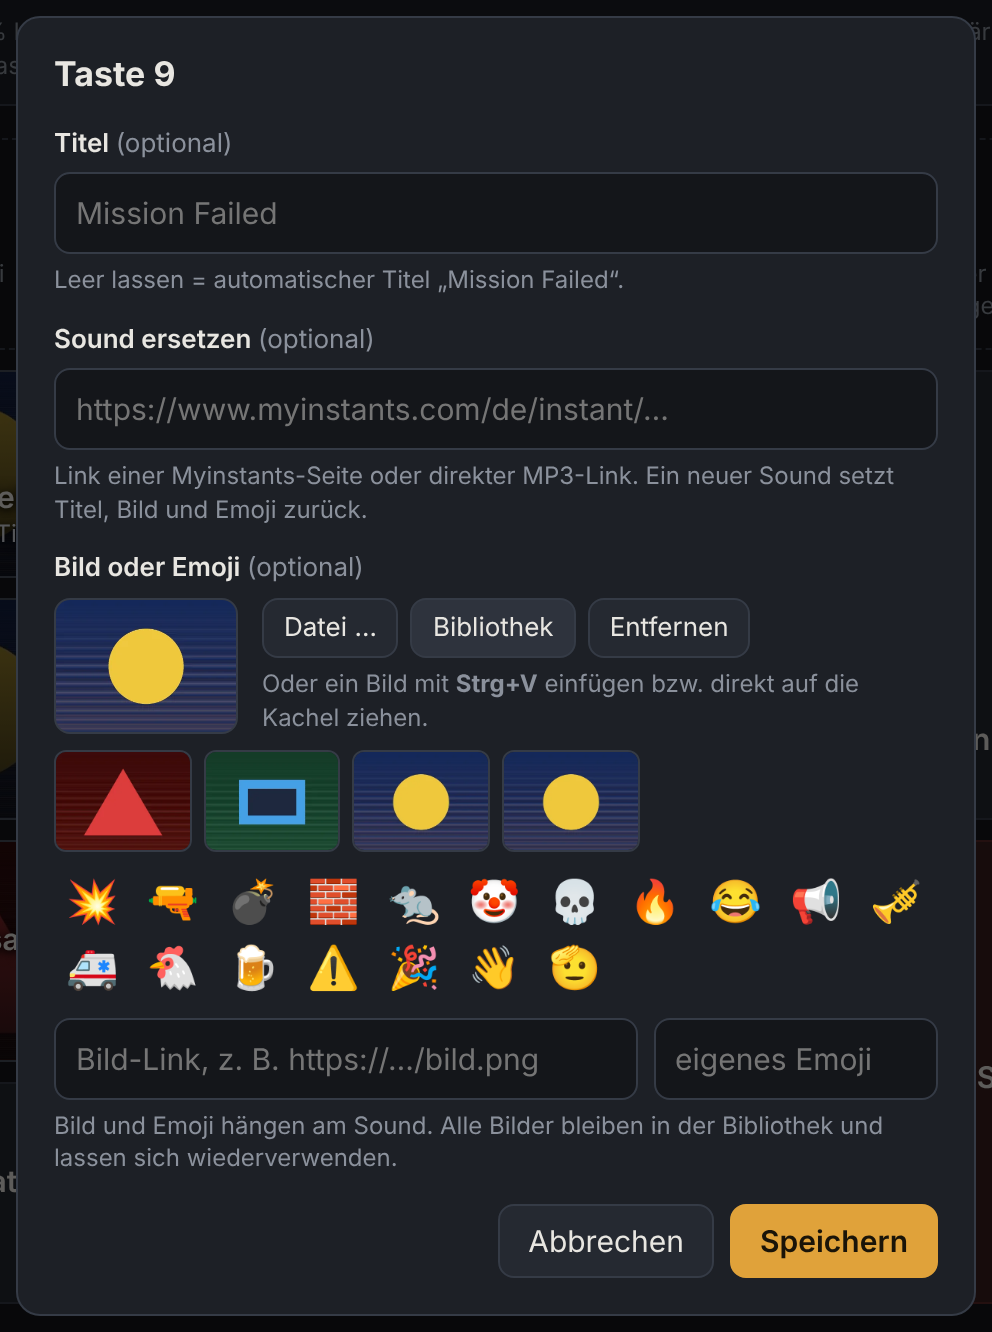 Taste 9
Titel (optional)
Mission Failed
Leer lassen = automatischer Titel „Mission Failed“.
Sound ersetzen (optional)
https://www.myinstants.com/de/instant/...
Link einer Myinstants-Seite oder direkter MP3-Link. Ein neuer Sound setzt
Titel, Bild und Emoji zurück.
Bild oder Emoji (optional)
Datei ... Bibliothek Entfernen
Oder ein Bild mit Strg+V einfügen bzw. direkt auf die
Kachel ziehen.
Bild-Link, z. B. https://.../bild.png eigenes Emoji
Bild und Emoji hängen am Sound. Alle Bilder bleiben in der Bibliothek und
lassen sich wiederverwenden.
Abbrechen Speichern